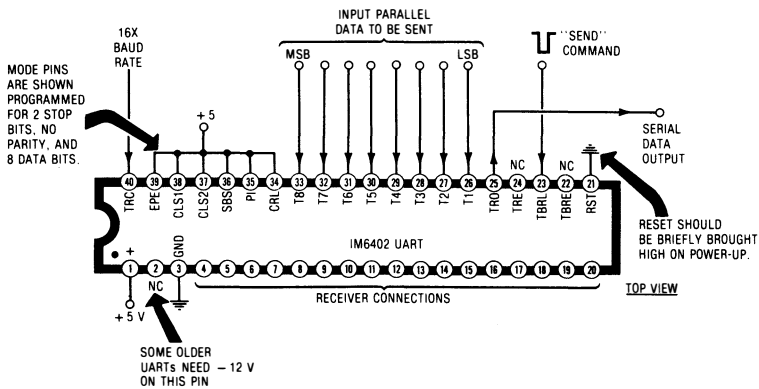 16X
BAUD
RATE
INPUT PARALLEL
DATA TO BE SENT
MSB
LSB
"SEND"
COMMAND
MODE PINS
ARE SHOWN
PROGRAMMED
FOR 2 STOP
BITS, NO
PARITY, AND
8 DATA BITS.
+ 5
SERIAL
DATA
OUTPUT
NC
NC
40 39 38 37 36 35 34 33 32 31 30 29 28 27 26 25 24 23 22 21
TRC EPE CLS1 CLS2 SBS PI CRL T8 T7 T6 T5 T4 T3 T2 T1 TRO TRE TBRL TBRE RST
IM6402 UART
RESET SHOULD
BE BRIEFLY BROUGHT
HIGH ON POWER-UP.
+
GND
1 2 3 4 5 6 7 8 9 10 11 12 13 14 15 16 17 18 19 20
NC
RECEIVER CONNECTIONS
TOP VIEW
+ 5 V
SOME OLDER
UARTs NEED – 12 V
ON THIS PIN